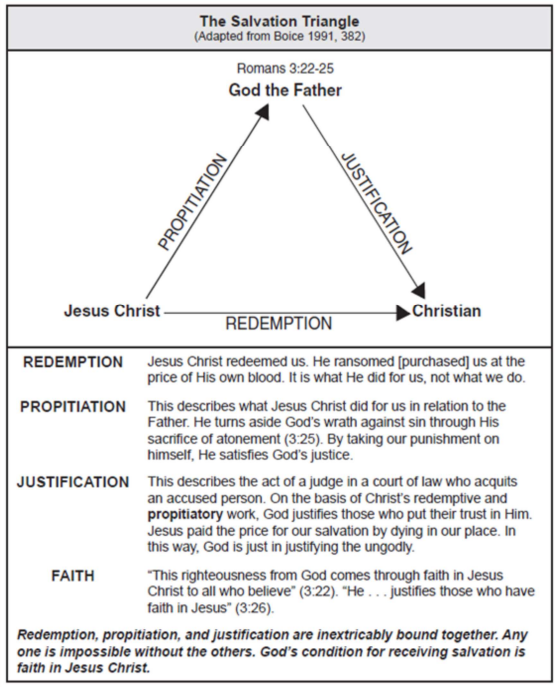 The Salvation Triangle
(Adapted from Boice 1991, 382)
Romans 3:22-25
God the Father
PROPITIATION
JUSTIFICATION
Jesus Christ
Christian
REDEMPTION
REDEMPTION Jesus Christ redeemed us. He ransomed [purchased] us at the
price of His own blood. It is what He did for us, not what we do.
PROPITIATION This describes what Jesus Christ did for us in relation to the
Father. He turns aside God's wrath against sin through His
sacrifice of atonement (3:25). By taking our punishment on
himself, He satisfies God's justice.
JUSTIFICATION This describes the act of a judge in a court of law who acquits
an accused person. On the basis of Christ's redemptive and
propitiatory work, God justifies those who put their trust in Him.
Jesus paid the price for our salvation by dying in our place. In
this way, God is just in justifying the ungodly.
FAITH "This righteousness from God comes through faith in Jesus
Christ to all who believe" (3:22). "He . . . justifies those who have
faith in Jesus" (3:26).
Redemption, propitiation, and justification are inextricably bound together. Any
one is impossible without the others. God's condition for receiving salvation is
faith in Jesus Christ.